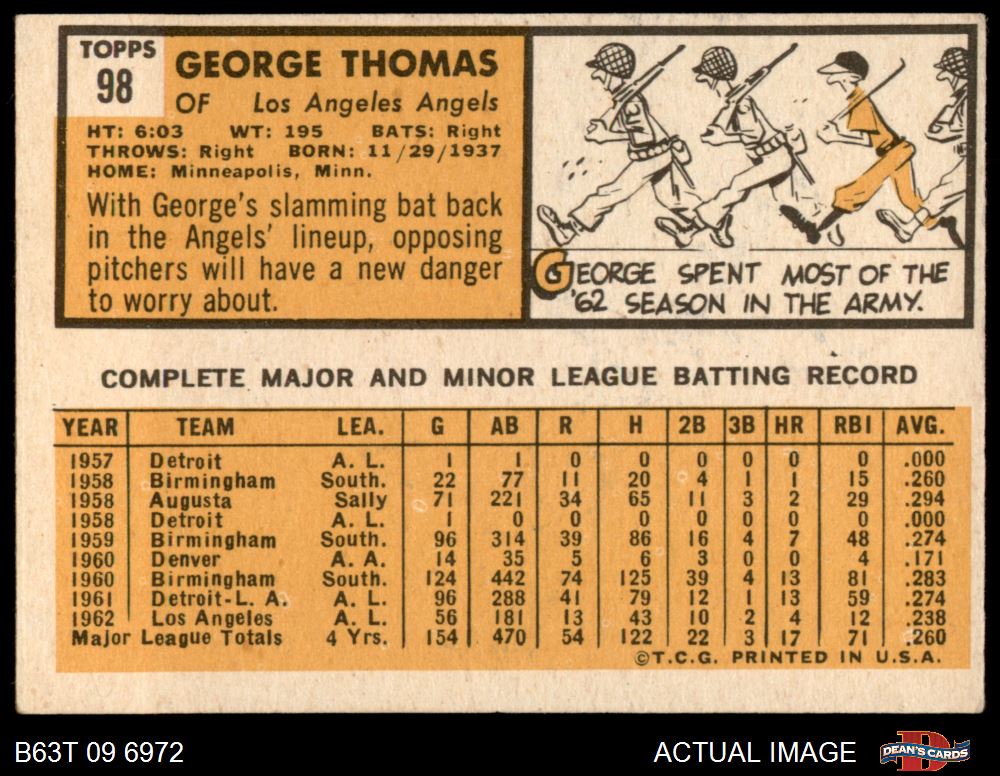 TOPPS
98
GEORGE THOMAS
OF Los Angeles Angels
HT: 6:03 WT: 195 BATS: Right
THROWS: Right BORN: 11/29/1937
HOME: Minneapolis, Minn.
With George's slamming bat back
in the Angels' lineup, opposing
pitchers will have a new danger
to worry about.
GEORGE SPENT MOST OF THE
'62 SEASON IN THE ARMY.
COMPLETE MAJOR AND MINOR LEAGUE BATTING RECORD
YEAR TEAM LEA. G AB R H 2B 3B HR RBI AVG.
1957 Detroit A. L. 1 1 0 0 0 0 0 0 .000
1958 Birmingham South. 22 77 11 20 4 1 1 15 .260
1958 Augusta Sally 71 221 34 65 11 3 2 29 .294
1958 Detroit A. L. 1 0 0 0 0 0 0 0 .000
1959 Birmingham South. 96 314 39 86 16 4 7 48 .274
1960 Denver A. A. 14 35 5 6 3 0 0 4 .171
1960 Birmingham South. 124 442 74 125 39 4 13 81 .283
1961 Detroit-L. A. A. L. 96 288 41 79 12 1 13 59 .274
1962 Los Angeles A. L. 56 181 13 43 10 2 4 12 .238
Major League Totals 4 Yrs. 154 470 54 122 22 3 17 71 .260
©T.C.G. PRINTED IN U.S.A.
B63T 09 6972
ACTUAL IMAGE
DEAN'S CARDS